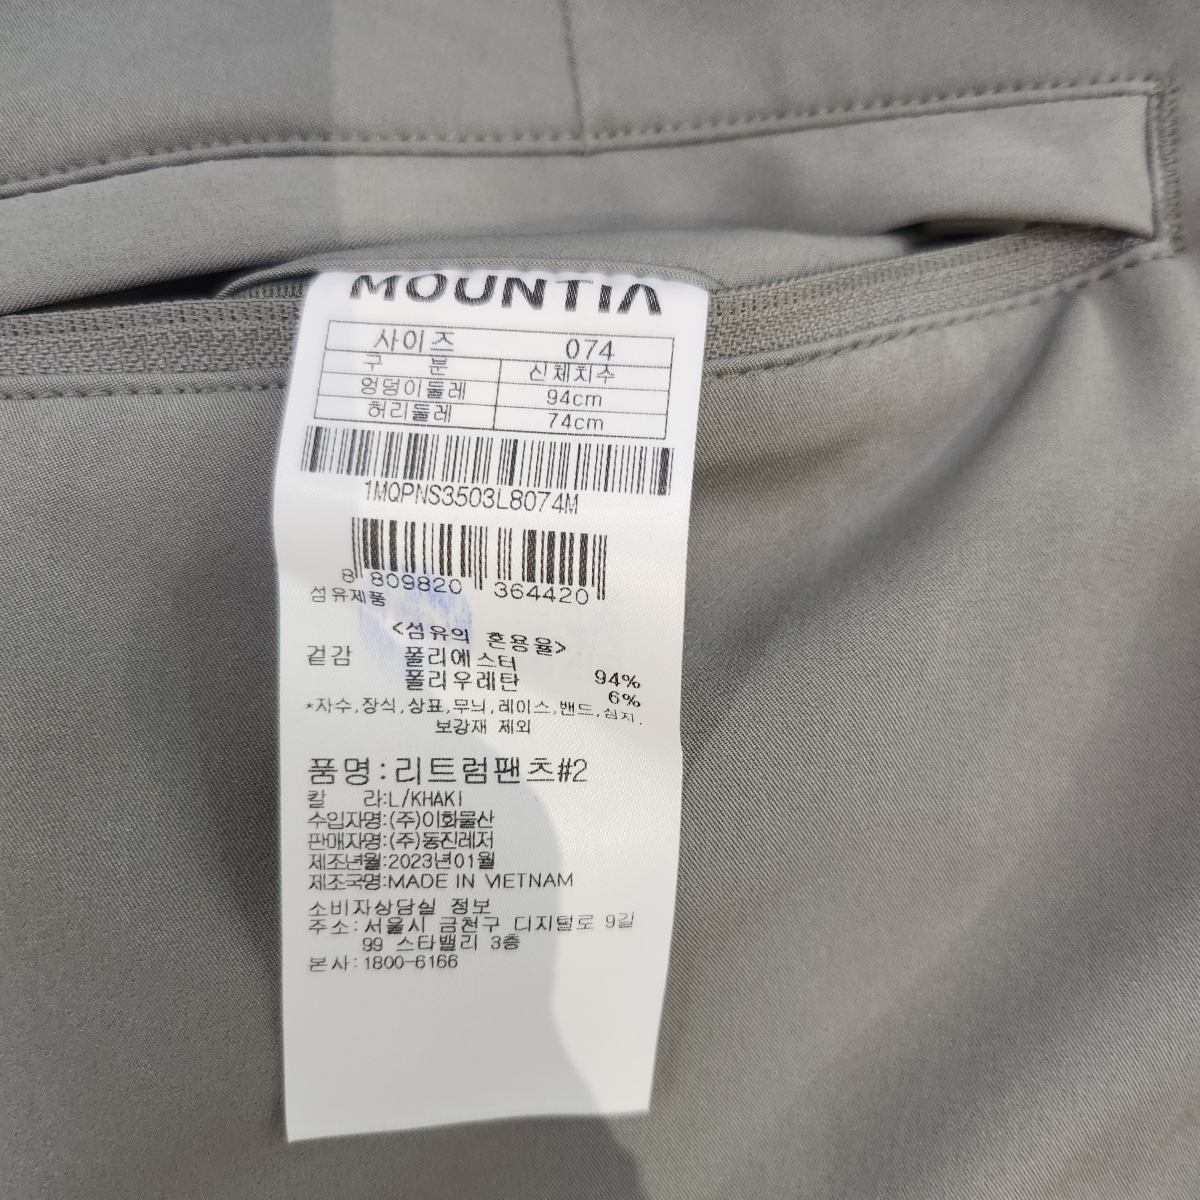 MOUNTIA
사이즈 074
구 분 신체치수
엉덩이둘레 94cm
허리둘레 74cm
1MQPNS3503L8074M
8 809820 364420
섬유제품
<섬유의 혼용율>
겉감 폴리에스터 94%
폴리우레탄 6%
*자수,장식,상표,무늬,레이스,밴드,심지,
보강재 제외
품명:리트럼팬츠#2
칼 라:L/KHAKI
수입자명:(주)이화물산
판매자명:(주)동진레저
제조년월:2023년01월
제조국명:MADE IN VIETNAM
소비자상담실 정보
주소:서울시 금천구 디지털로 9길
99 스타밸리 3층
본사:1800-6166